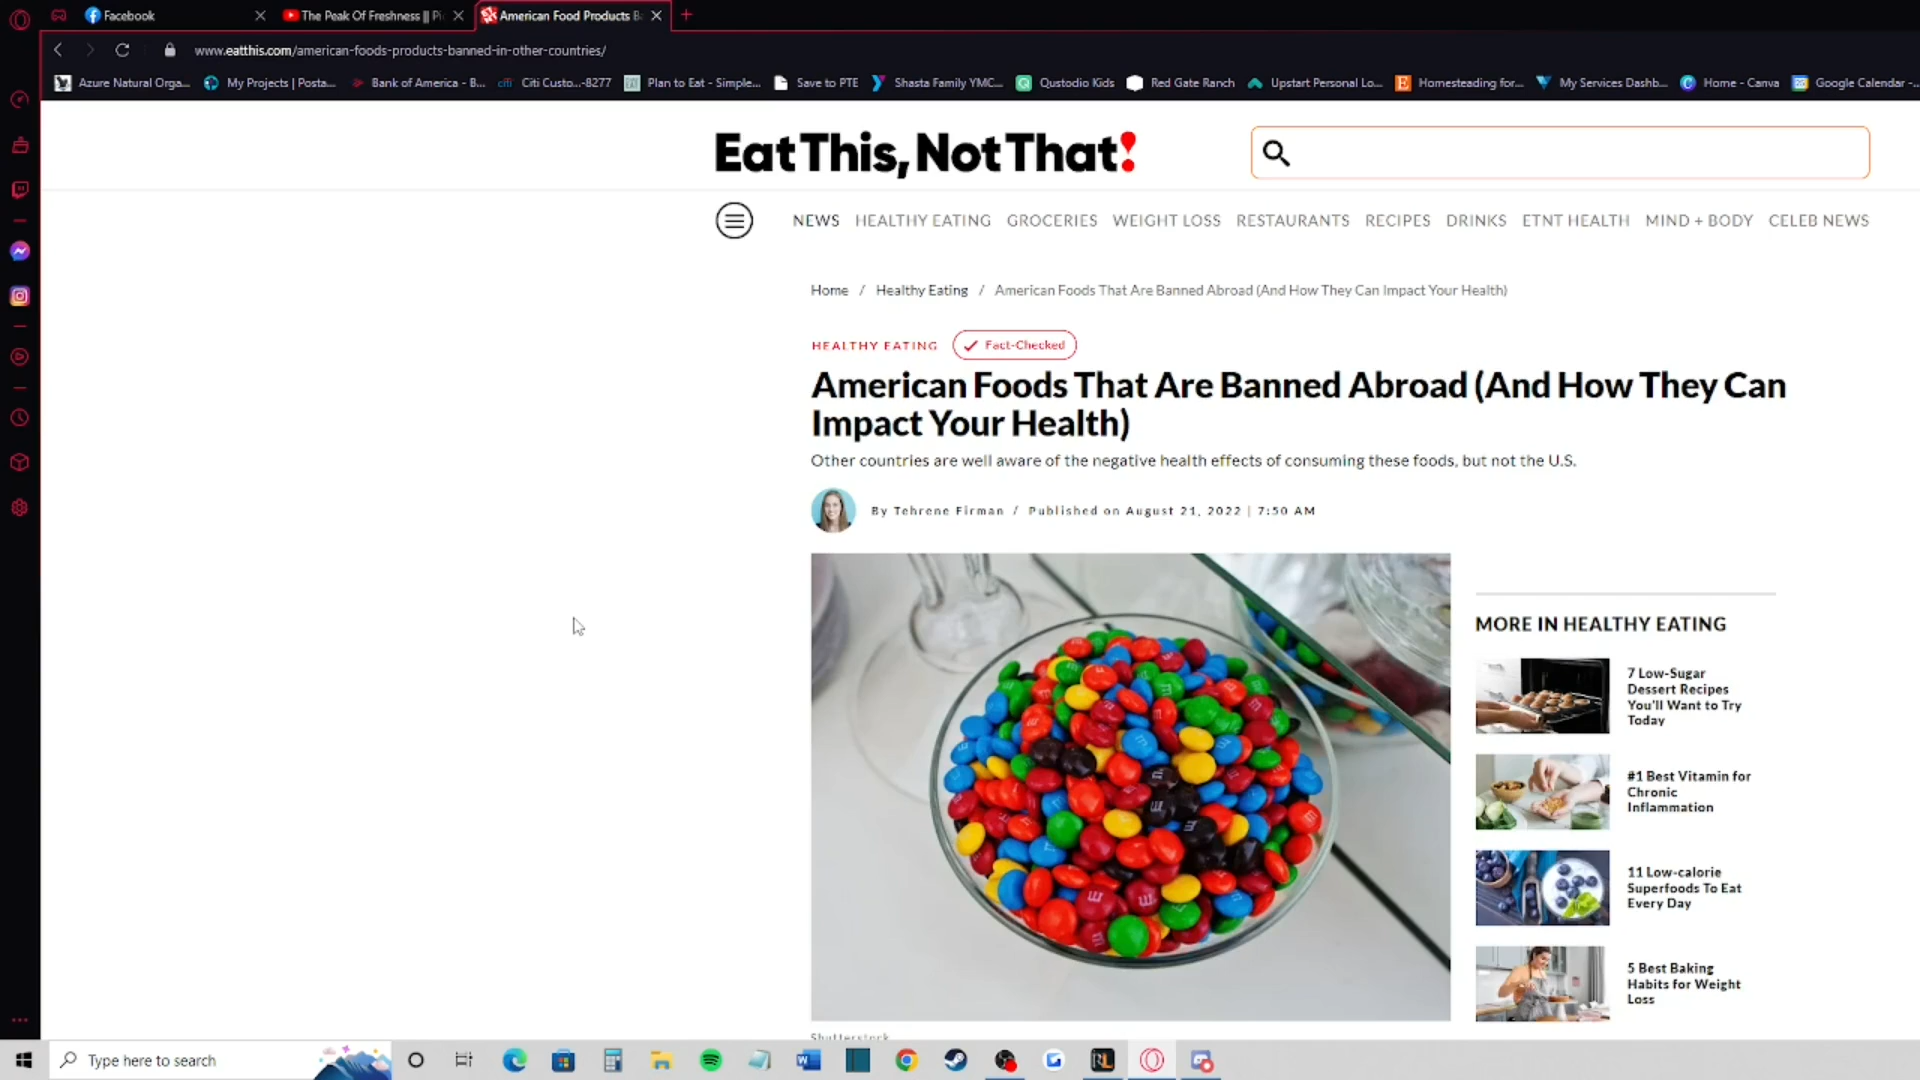 Facebook
The Peak Of Freshness || Pi
American Food Products B
www.eatthis.com/american-foods-products-banned-in-other-countries/
Azure Natural Orga...
My Projects | Posta...
Bank of America - B...
citi Citi Custo...-8277
Plan to Eat - Simple...
Save to PTE
Shasta Family YMC...
Qustodio Kids
Red Gate Ranch
Upstart Personal Lo...
Homesteading for...
My Services Dashb...
Home - Canva
Google Calendar -...
Eat This, Not That!
NEWS HEALTHY EATING GROCERIES WEIGHT LOSS RESTAURANTS RECIPES DRINKS ETNT HEALTH MIND + BODY CELEB NEWS
Home / Healthy Eating / American Foods That Are Banned Abroad (And How They Can Impact Your Health)
HEALTHY EATING Fact-Checked
American Foods That Are Banned Abroad (And How They Can
Impact Your Health)
Other countries are well aware of the negative health effects of consuming these foods, but not the U.S.
By Tehrene Firman / Published on August 21, 2022 | 7:50 AM
Shutterstock
MORE IN HEALTHY EATING
7 Low-Sugar
Dessert Recipes
You'll Want to Try
Today
#1 Best Vitamin for
Chronic
Inflammation
11 Low-calorie
Superfoods To Eat
Every Day
5 Best Baking
Habits for Weight
Loss
Type here to search